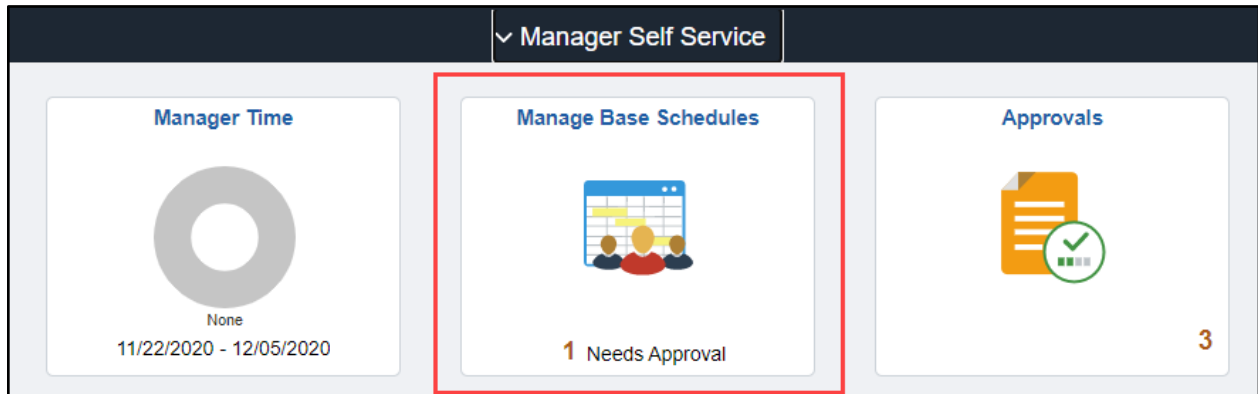 Manager Self Service
Manager Time
None
11/22/2020 - 12/05/2020
Manage Base Schedules
1 Needs Approval
Approvals
3